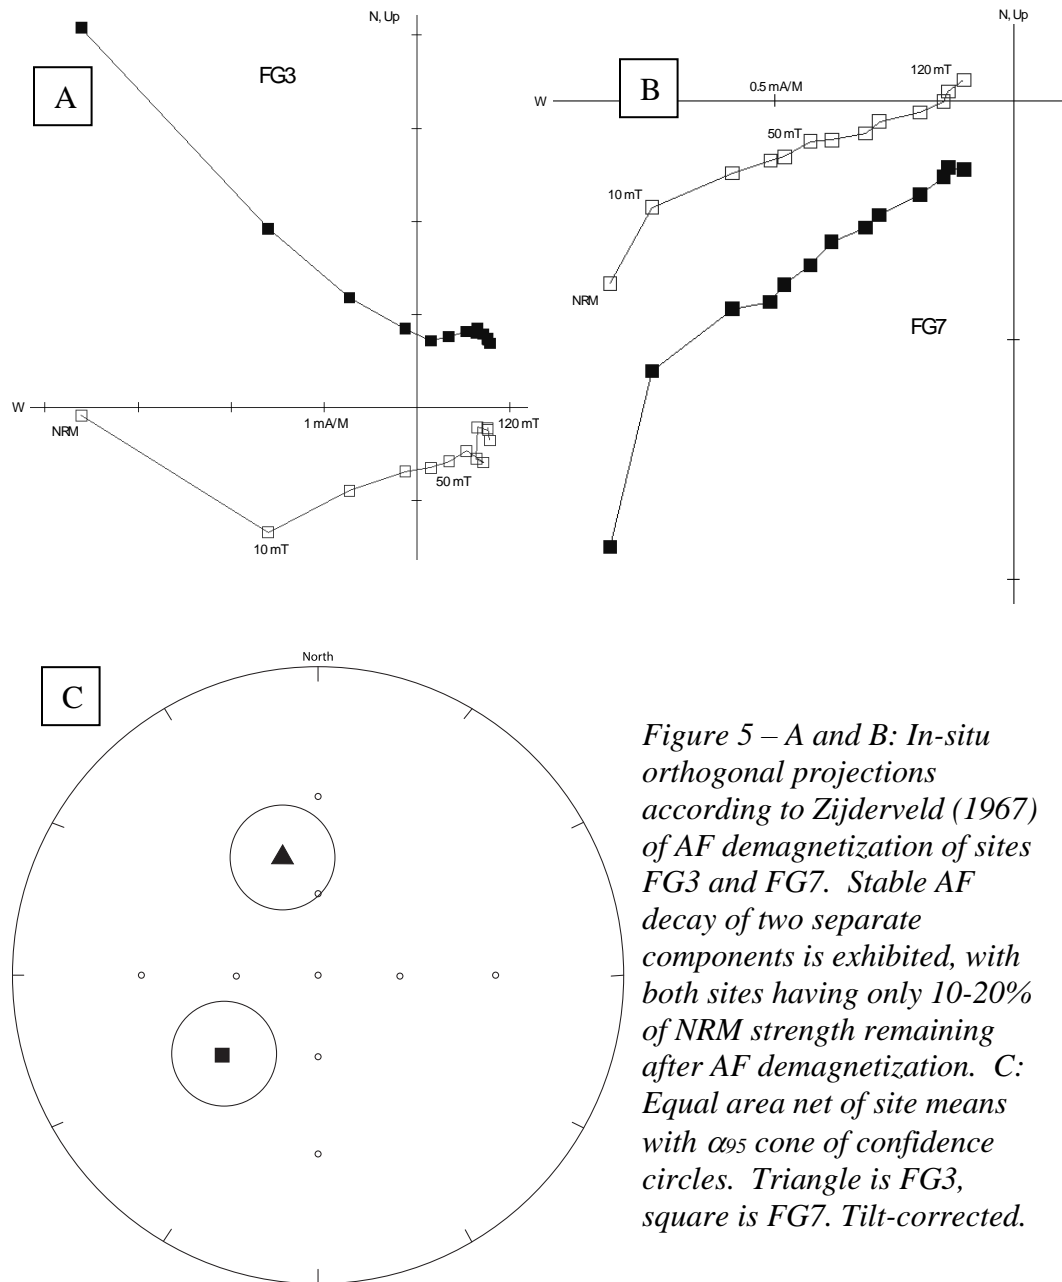 N, Up
A
FG3
W
NRM
1 mA/M
120 mT
50 mT
10 mT
N, Up
B
W
0.5 mA/M
120 mT
50 mT
10 mT
NRM
FG7
C
North
Figure 5 – A and B: In-situ
orthogonal projections
according to Zijderveld (1967)
of AF demagnetization of sites
FG3 and FG7. Stable AF
decay of two separate
components is exhibited, with
both sites having only 10-20%
of NRM strength remaining
after AF demagnetization. C:
Equal area net of site means
with α95 cone of confidence
circles. Triangle is FG3,
square is FG7. Tilt-corrected.